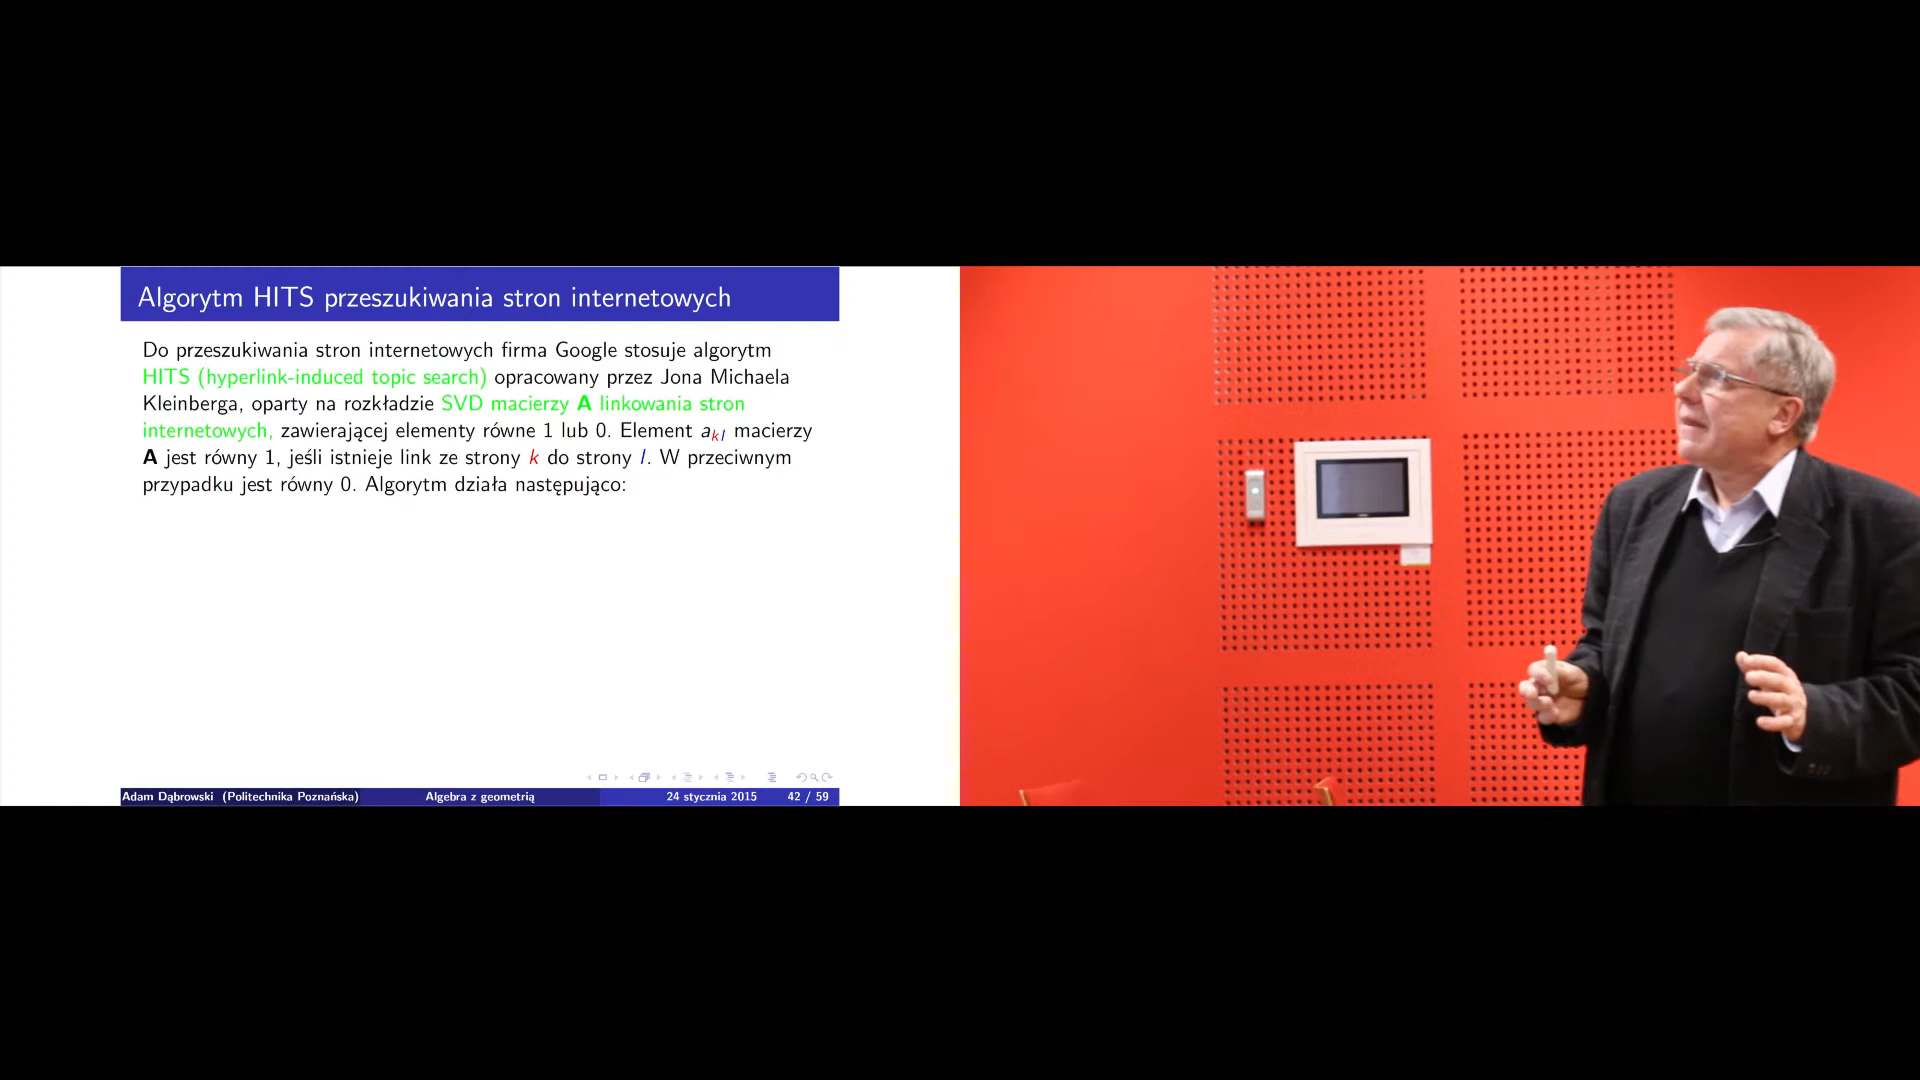 Algorytm HITS przeszukiwania stron internetowych
Do przeszukiwania stron internetowych firma Google stosuje algorytm
HITS (hyperlink-induced topic search) opracowany przez Jona Michaela
Kleinberga, oparty na rozkładzie SVD macierzy A linkowania stron
internetowych, zawierającej elementy równe 1 lub 0. Element aₖₗ macierzy
A jest równy 1, jeśli istnieje link ze strony k do strony l. W przeciwnym
przypadku jest równy 0. Algorytm działa następująco:
Adam Dąbrowski (Politechnika Poznańska) Algebra z geometrią 24 stycznia 2015 42 / 59